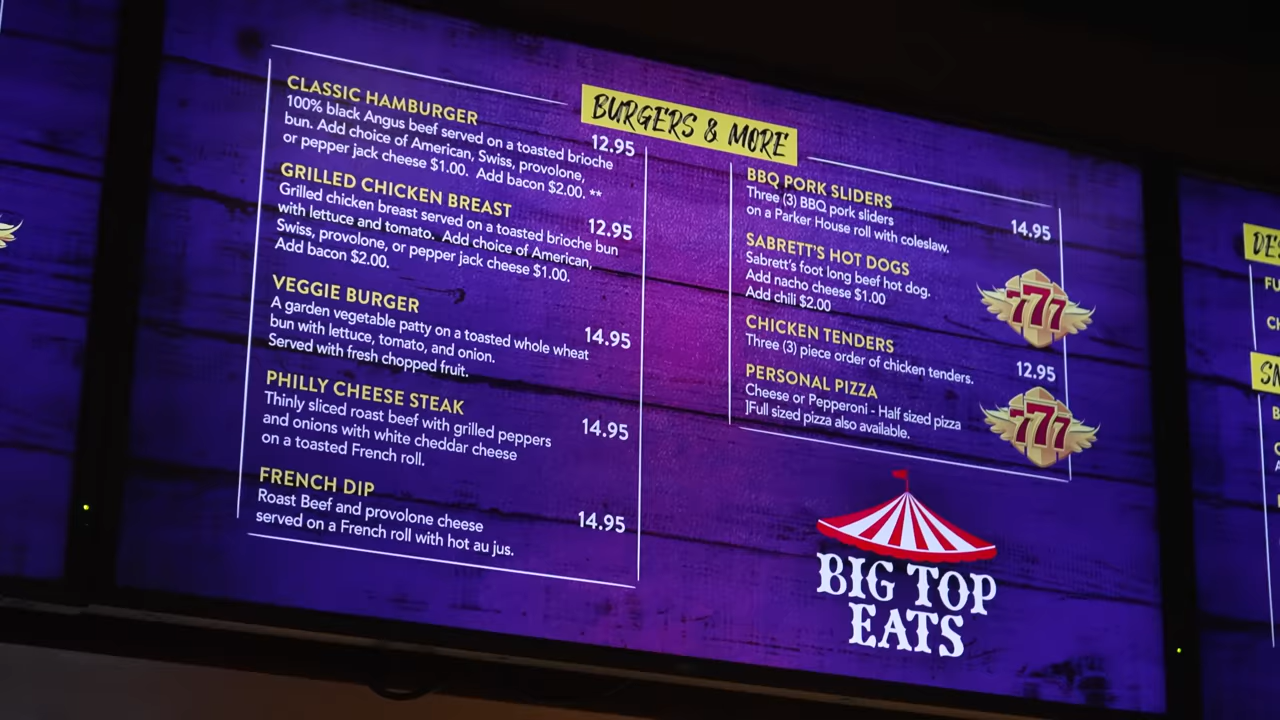 BURGERS & MORE
CLASSIC HAMBURGER
12.95
100% black Angus beef served on a toasted brioche
bun. Add choice of American, Swiss, provolone,
or pepper jack cheese $1.00. Add bacon $2.00. **
GRILLED CHICKEN BREAST
12.95
Grilled chicken breast served on a toasted brioche bun
with lettuce and tomato. Add choice of American,
Swiss, provolone, or pepper jack cheese $1.00.
Add bacon $2.00.
VEGGIE BURGER
14.95
A garden vegetable patty on a toasted whole wheat
bun with lettuce, tomato, and onion.
Served with fresh chopped fruit.
PHILLY CHEESE STEAK
14.95
Thinly sliced roast beef with grilled peppers
and onions with white cheddar cheese
on a toasted French roll.
FRENCH DIP
14.95
Roast Beef and provolone cheese
served on a French roll with hot au jus.
BBQ PORK SLIDERS
14.95
Three (3) BBQ pork sliders
on a Parker House roll with coleslaw.
SABRETT'S HOT DOGS
Sabrett's foot long beef hot dog.
Add nacho cheese $1.00
Add chili $2.00
777
CHICKEN TENDERS
12.95
Three (3) piece order of chicken tenders.
PERSONAL PIZZA
Cheese or Pepperoni - Half sized pizza
]Full sized pizza also available.
777
BIG TOP
EATS
DES
FU
SN